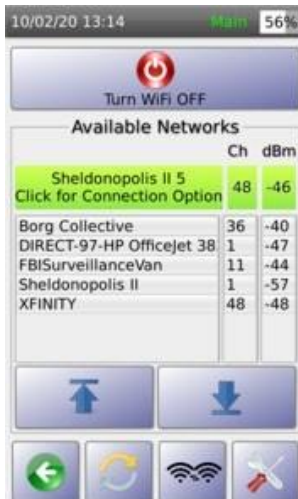 10/02/20 13:14 Main 56%
Turn WiFi OFF
Available Networks
Ch dBm
Sheldonopolis II 5
Click for Connection Option 48 -46
Borg Collective 36 -40
DIRECT-97-HP OfficeJet 38 1 -47
FBISurveillanceVan 11 -44
Sheldonopolis II 1 -57
XFINITY 48 -48